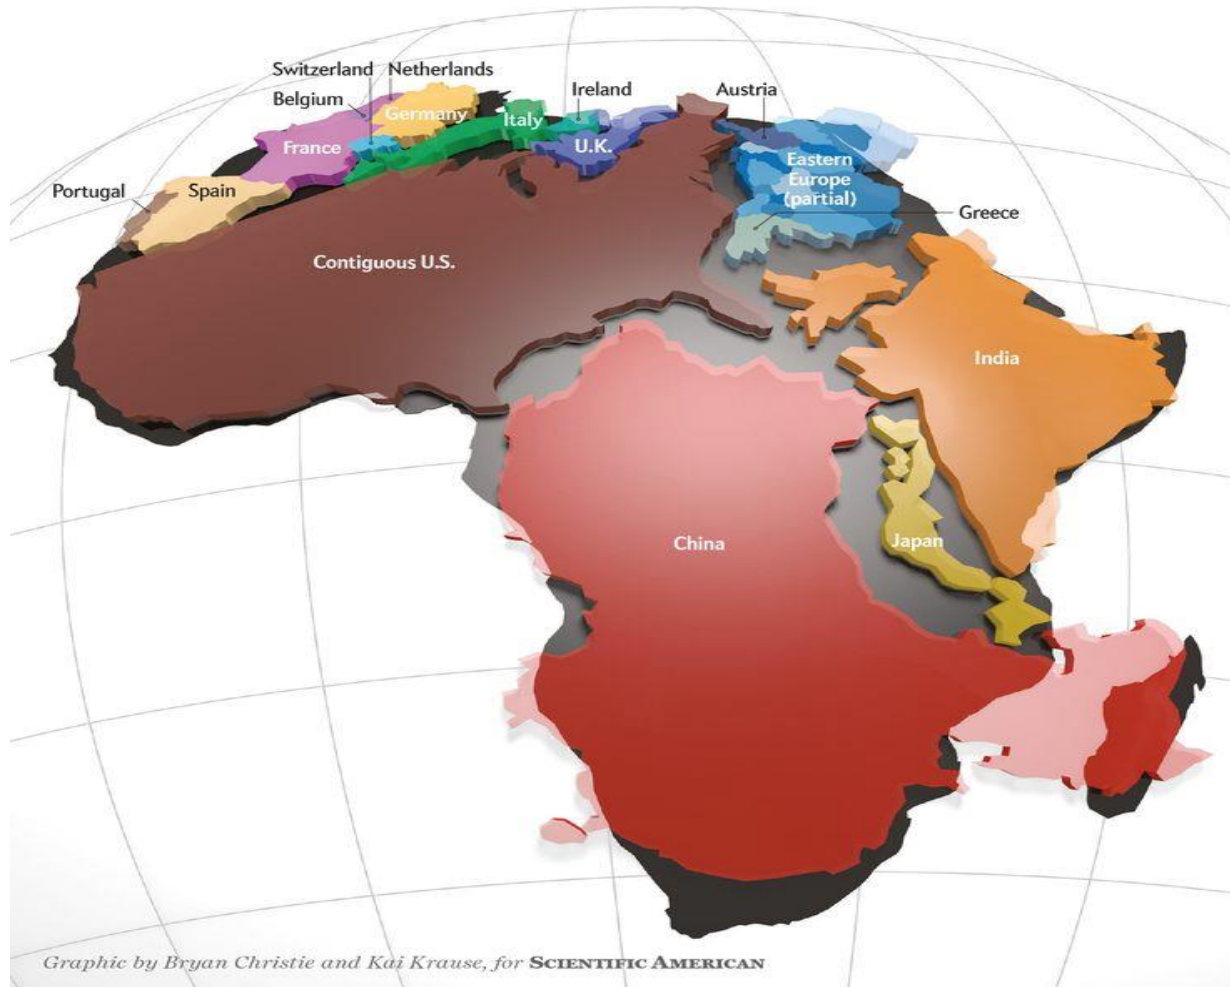 Switzerland
Netherlands
Belgium
Germany
Ireland
Austria
Italy
France
U.K.
Portugal
Spain
Eastern
Europe
(partial)
Greece
Contiguous U.S.
India
China
Japan
Graphic by Bryan Christie and Kai Krause, for SCIENTIFIC AMERICAN